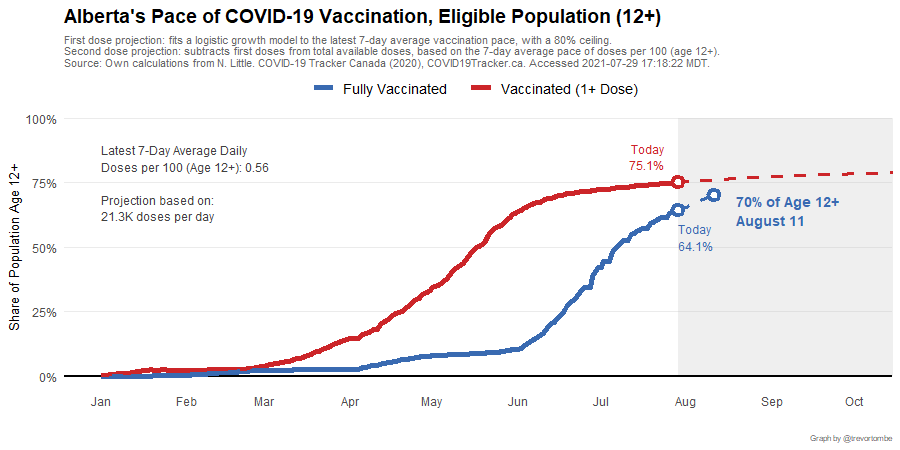 Alberta's Pace of COVID-19 Vaccination, Eligible Population (12+)
First dose projection: fits a logistic growth model to the latest 7-day average vaccination pace, with a 80% ceiling.
Second dose projection: subtracts first doses from total available doses, based on the 7-day average pace of doses per 100 (age 12+).
Source: Own calculations from N. Little. COVID-19 Tracker Canada (2020), COVID19Tracker.ca. Accessed 2021-07-29 17:18:22 MDT.
Fully Vaccinated
Vaccinated (1+ Dose)
Share of Population Age 12+
100%
75%
50%
25%
0%
Latest 7-Day Average Daily
Doses per 100 (Age 12+): 0.56
Projection based on:
21.3K doses per day
Today
75.1%
Today
64.1%
70% of Age 12+
August 11
Jan
Feb
Mar
Apr
May
Jun
Jul
Aug
Sep
Oct
Graph by @trevortombe